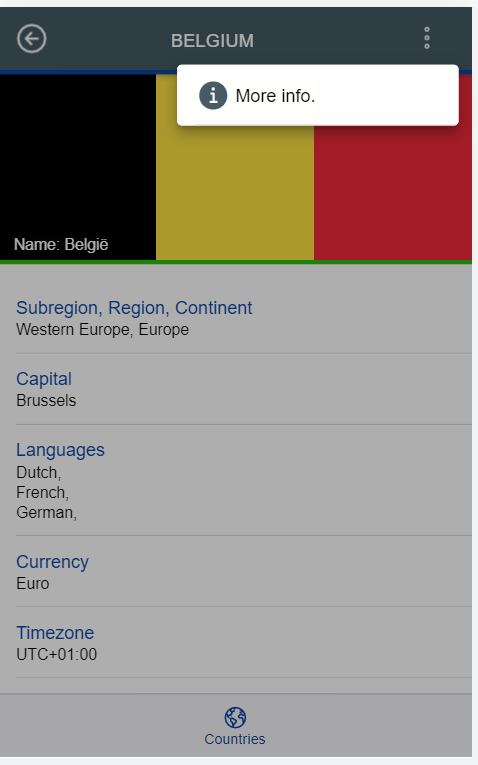 BELGIUM
More info.
Name: België
Subregion, Region, Continent
Western Europe, Europe
Capital
Brussels
Languages
Dutch,
French,
German,
Currency
Euro
Timezone
UTC+01:00
Countries